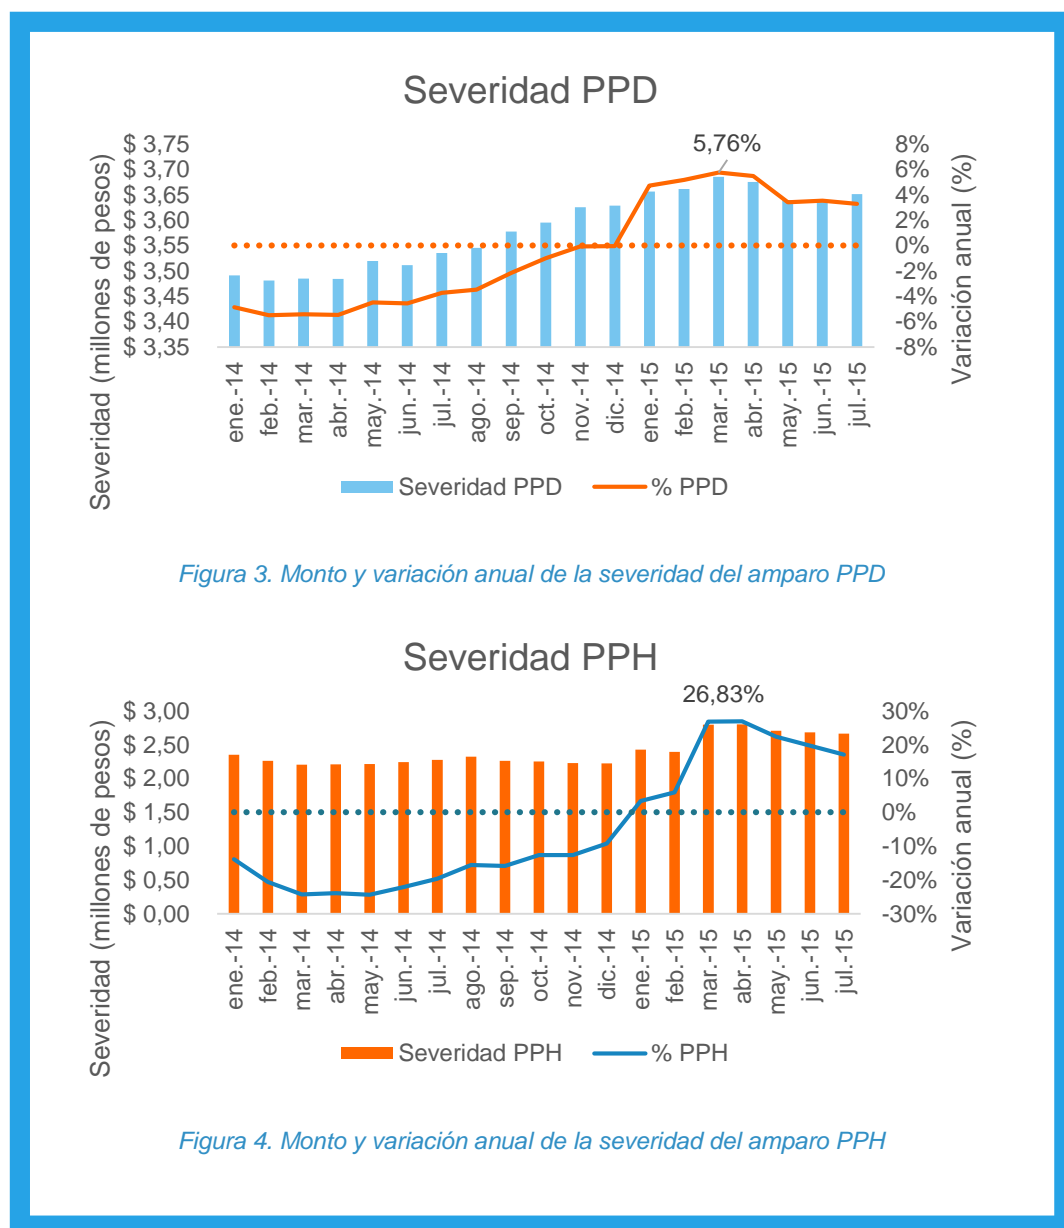 Severidad PPD
5,76%
Severidad (millones de pesos)
$ 3,75
$ 3,70
$ 3,65
$ 3,60
$ 3,55
$ 3,50
$ 3,45
$ 3,40
$ 3,35
8%
6%
4%
2%
0%
-2%
-4%
-6%
-8%
Variación anual (%)
ene.-14
feb.-14
mar.-14
abr.-14
may.-14
jun.-14
jul.-14
ago.-14
sep.-14
oct.-14
nov.-14
dic.-14
ene.-15
feb.-15
mar.-15
abr.-15
may.-15
jun.-15
jul.-15
Severidad PPD
% PPD
Figura 3. Monto y variación anual de la severidad del amparo PPD
Severidad PPH
26,83%
Severidad (millones de pesos)
$ 3,00
$ 2,50
$ 2,00
$ 1,50
$ 1,00
$ 0,50
$ 0,00
30%
20%
10%
0%
-10%
-20%
-30%
Variación anual (%)
ene.-14
feb.-14
mar.-14
abr.-14
may.-14
jun.-14
jul.-14
ago.-14
sep.-14
oct.-14
nov.-14
dic.-14
ene.-15
feb.-15
mar.-15
abr.-15
may.-15
jun.-15
jul.-15
Severidad PPH
% PPH
Figura 4. Monto y variación anual de la severidad del amparo PPH